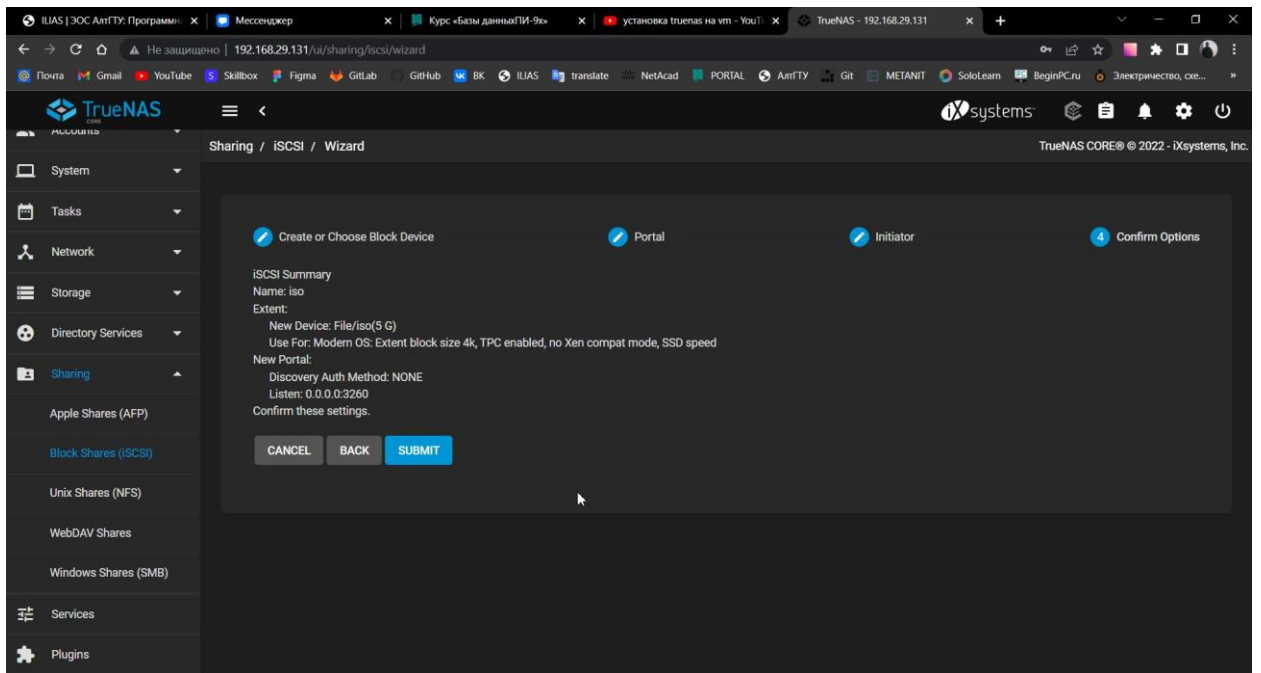 ILIAS | ЭОС АлтГТУ: Программн
Мессенджер
Курс «Базы данныхПИ-9x»
установка truenas на vm - YouTu
TrueNAS - 192.168.29.131
Не защищено | 192.168.29.131/ui/sharing/iscsi/wizard
Почта Gmail YouTube Skillbox Figma GitLab GitHub ВК ILIAS translate NetAcad PORTAL АлтГТУ Git METANIT SoloLearn BeginPC.ru Электричество, схе... »
TrueNAS
CORE
iXsystems
Accounts
Sharing / iSCSI / Wizard
TrueNAS CORE® © 2022 - iXsystems, Inc.
System
Tasks
Network
Storage
Directory Services
Sharing
Apple Shares (AFP)
Block Shares (iSCSI)
Unix Shares (NFS)
WebDAV Shares
Windows Shares (SMB)
Services
Plugins
Create or Choose Block Device
Portal
Initiator
4 Confirm Options
iSCSI Summary
Name: iso
Extent:
New Device: File/iso(5 G)
Use For: Modern OS: Extent block size 4k, TPC enabled, no Xen compat mode, SSD speed
New Portal:
Discovery Auth Method: NONE
Listen: 0.0.0.0:3260
Confirm these settings.
CANCEL BACK SUBMIT